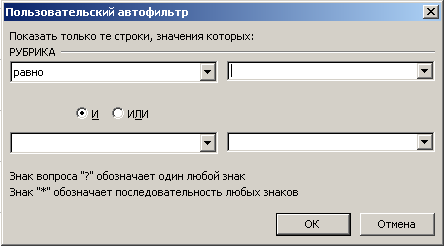 Пользовательский автофильтр
Показать только те строки, значения которых:
РУБРИКА
равно
И ИЛИ
Знак вопроса "?" обозначает один любой знак
Знак "*" обозначает последовательность любых знаков
ОК Отмена